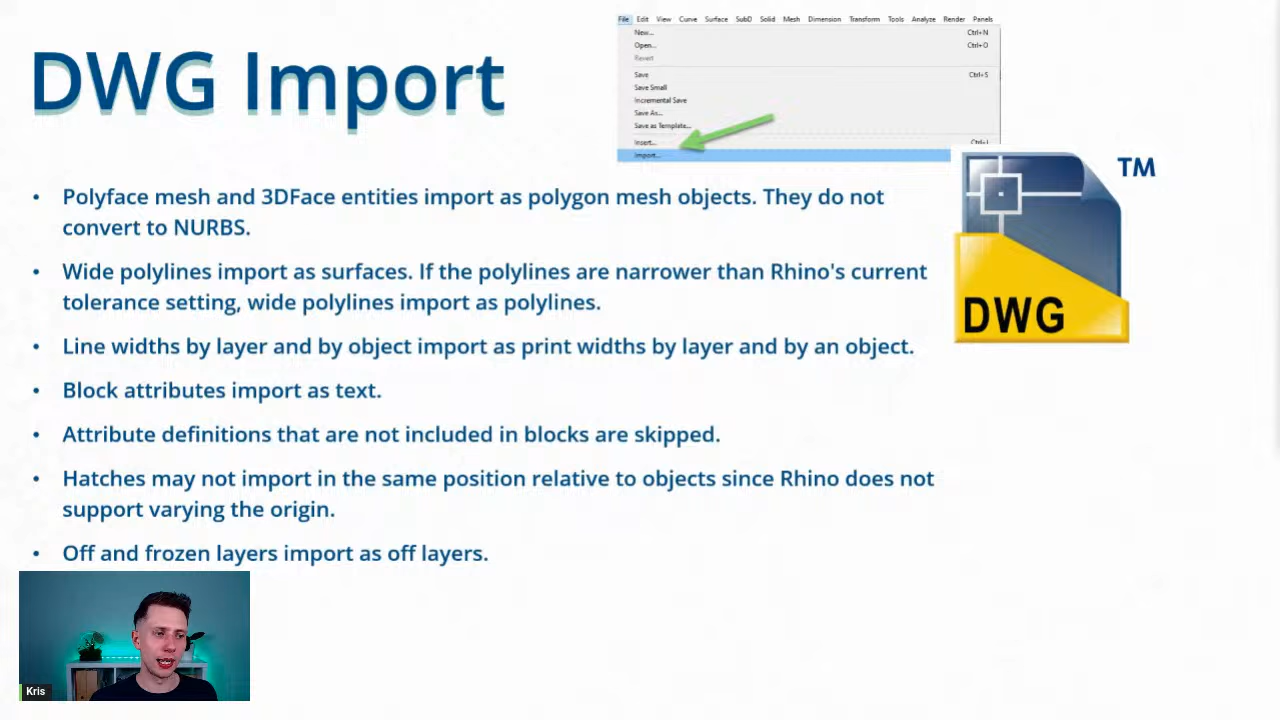 File Edit View Curve Surface SubD Solid Mesh Dimension Transform Tools Analyze Render Panels
New... Ctrl+N
Open... Ctrl+O
Revert
Save Ctrl+S
Save Small
Incremental Save
Save As...
Save as Template...
Insert... Ctrl+I
Import...
DWG Import
TM
DWG
• Polyface mesh and 3DFace entities import as polygon mesh objects. They do not
convert to NURBS.
• Wide polylines import as surfaces. If the polylines are narrower than Rhino's current
tolerance setting, wide polylines import as polylines.
• Line widths by layer and by object import as print widths by layer and by an object.
• Block attributes import as text.
• Attribute definitions that are not included in blocks are skipped.
• Hatches may not import in the same position relative to objects since Rhino does not
support varying the origin.
• Off and frozen layers import as off layers.
Kris